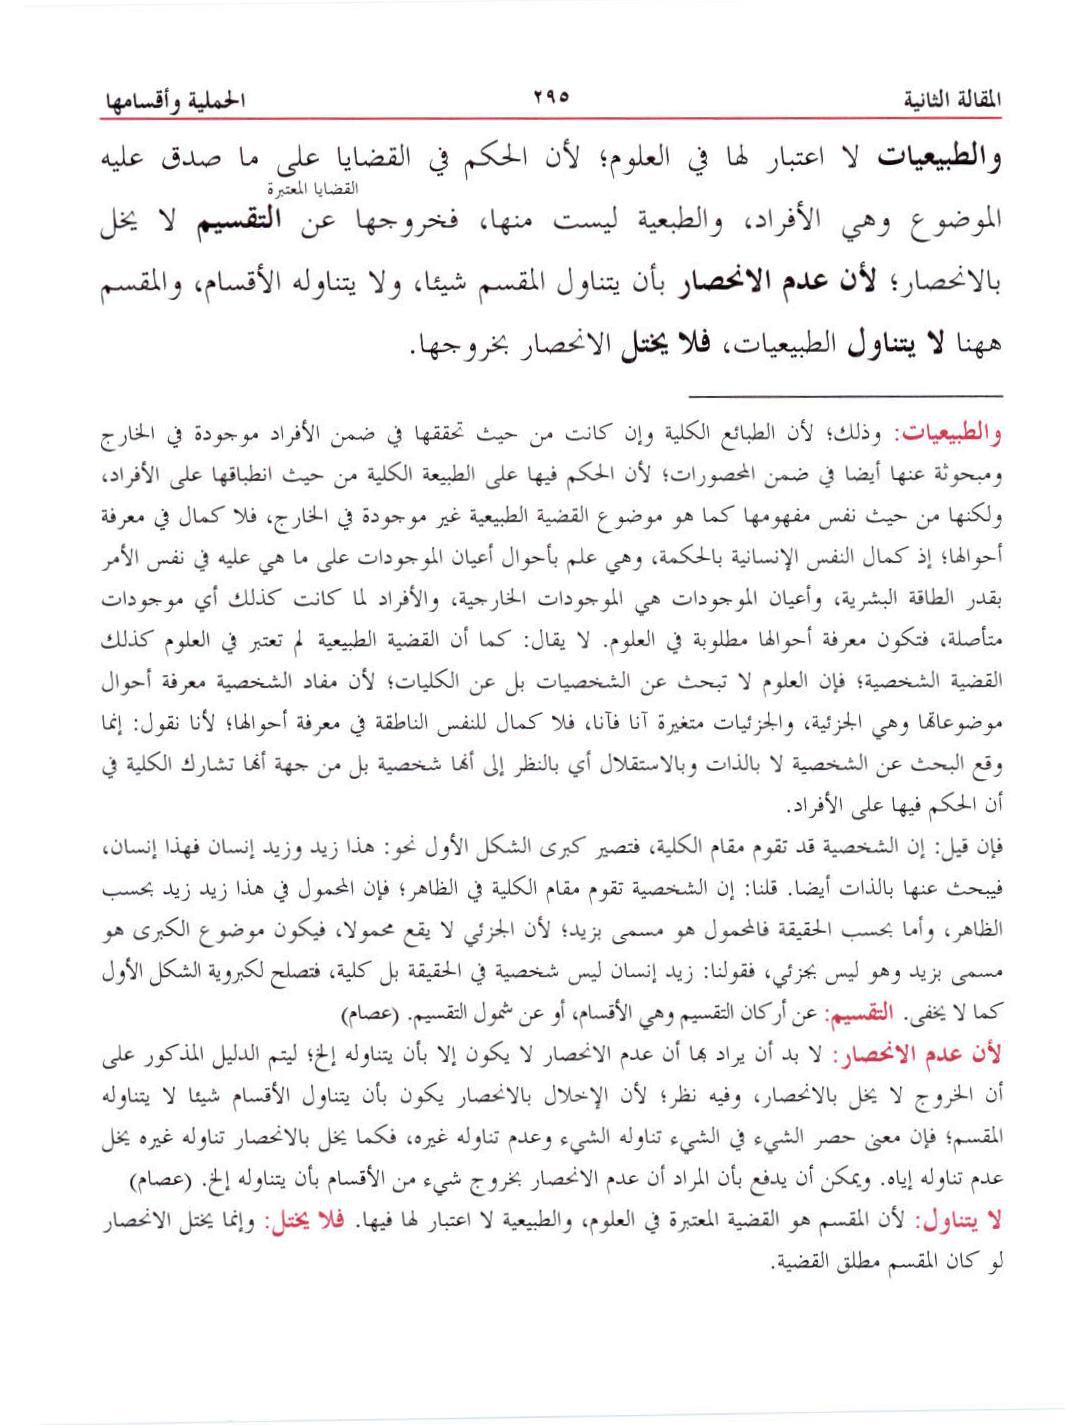 المقالة الثانية ٢٩٥ الحملية وأقسامها
والطبيعيات لا اعتبار لها في العلوم؛ لأن الحكم في القضايا على ما صدق عليه
القضايا المعتبرة
الموضوع وهي الأفراد، والطبعية ليست منها، فخروجها عن التقسيم لا يخل
بالانحصار؛ لأن عدم الانحصار بأن يتناول المقسم شيئا، ولا يتناوله الأقسام، والمقسم
ههنا لا يتناول الطبيعيات، فلا يختل الانحصار بخروجها.
والطبيعيات: وذلك؛ لأن الطبائع الكلية وإن كانت من حيث تحققها في ضمن الأفراد موجودة في الخارج
ومبحوثة عنها أيضا في ضمن المحصورات؛ لأن الحكم فيها على الطبيعة الكلية من حيث انطباقها على الأفراد،
ولكنها من حيث نفس مفهومها كما هو موضوع القضية الطبيعية غير موجودة في الخارج، فلا كمال في معرفة
أحوالها؛ إذ كمال النفس الإنسانية بالحكمة، وهي علم بأحوال أعيان الموجودات على ما هي عليه في نفس الأمر
بقدر الطاقة البشرية، وأعيان الموجودات هي الموجودات الخارجية، والأفراد لما كانت كذلك أي موجودات
متأصلة، فتكون معرفة أحوالها مطلوبة في العلوم. لا يقال: كما أن القضية الطبيعية لم تعتبر في العلوم كذلك
القضية الشخصية؛ فإن العلوم لا تبحث عن الشخصيات بل عن الكليات؛ لأن مفاد الشخصية معرفة أحوال
موضوعاتها وهي الجزئية، والجزئيات متغيرة آنا فآنا، فلا كمال للنفس الناطقة في معرفة أحوالها؛ لأنا نقول: إنما
وقع البحث عن الشخصية لا بالذات وبالاستقلال أي بالنظر إلى أنها شخصية بل من جهة أنها تشارك الكلية في
أن الحكم فيها على الأفراد.
فإن قيل: إن الشخصية قد تقوم مقام الكلية، فتصير كبرى الشكل الأول نحو: هذا زيد وزيد إنسان فهذا إنسان،
فيبحث عنها بالذات أيضا. قلنا: إن الشخصية تقوم مقام الكلية في الظاهر؛ فإن المحمول في هذا زيد زيد بحسب
الظاهر، وأما بحسب الحقيقة فالمحمول هو مسمى بزيد؛ لأن الجزئي لا يقع محمولا، فيكون موضوع الكبرى هو
مسمى بزيد وهو ليس بجزئي، فقولنا: زيد إنسان ليس شخصية في الحقيقة بل كلية، فتصلح لكبروية الشكل الأول
كما لا يخفى. التقسيم: عن أركان التقسيم وهي الأقسام، أو عن شمول التقسيم. (عصام)
لأن عدم الانحصار: لا بد أن يراد بها أن عدم الانحصار لا يكون إلا بأن يتناوله إلخ؛ ليتم الدليل المذكور على
أن الخروج لا يخل بالانحصار، وفيه نظر؛ لأن الإخلال بالانحصار يكون بأن يتناول الأقسام شيئا لا يتناوله
المقسم؛ فإن معنى حصر الشيء في الشيء تناوله الشيء وعدم تناوله غيره، فكما يخل بالانحصار تناوله غيره يخل
عدم تناوله إياه. ويمكن أن يدفع بأن المراد أن عدم الانحصار بخروج شيء من الأقسام بأن يتناوله إلخ. (عصام)
لا يتناول: لأن المقسم هو القضية المعتبرة في العلوم، والطبيعية لا اعتبار لها فيها. فلا يختل: وإنما يختل الانحصار
لو كان المقسم مطلق القضية.